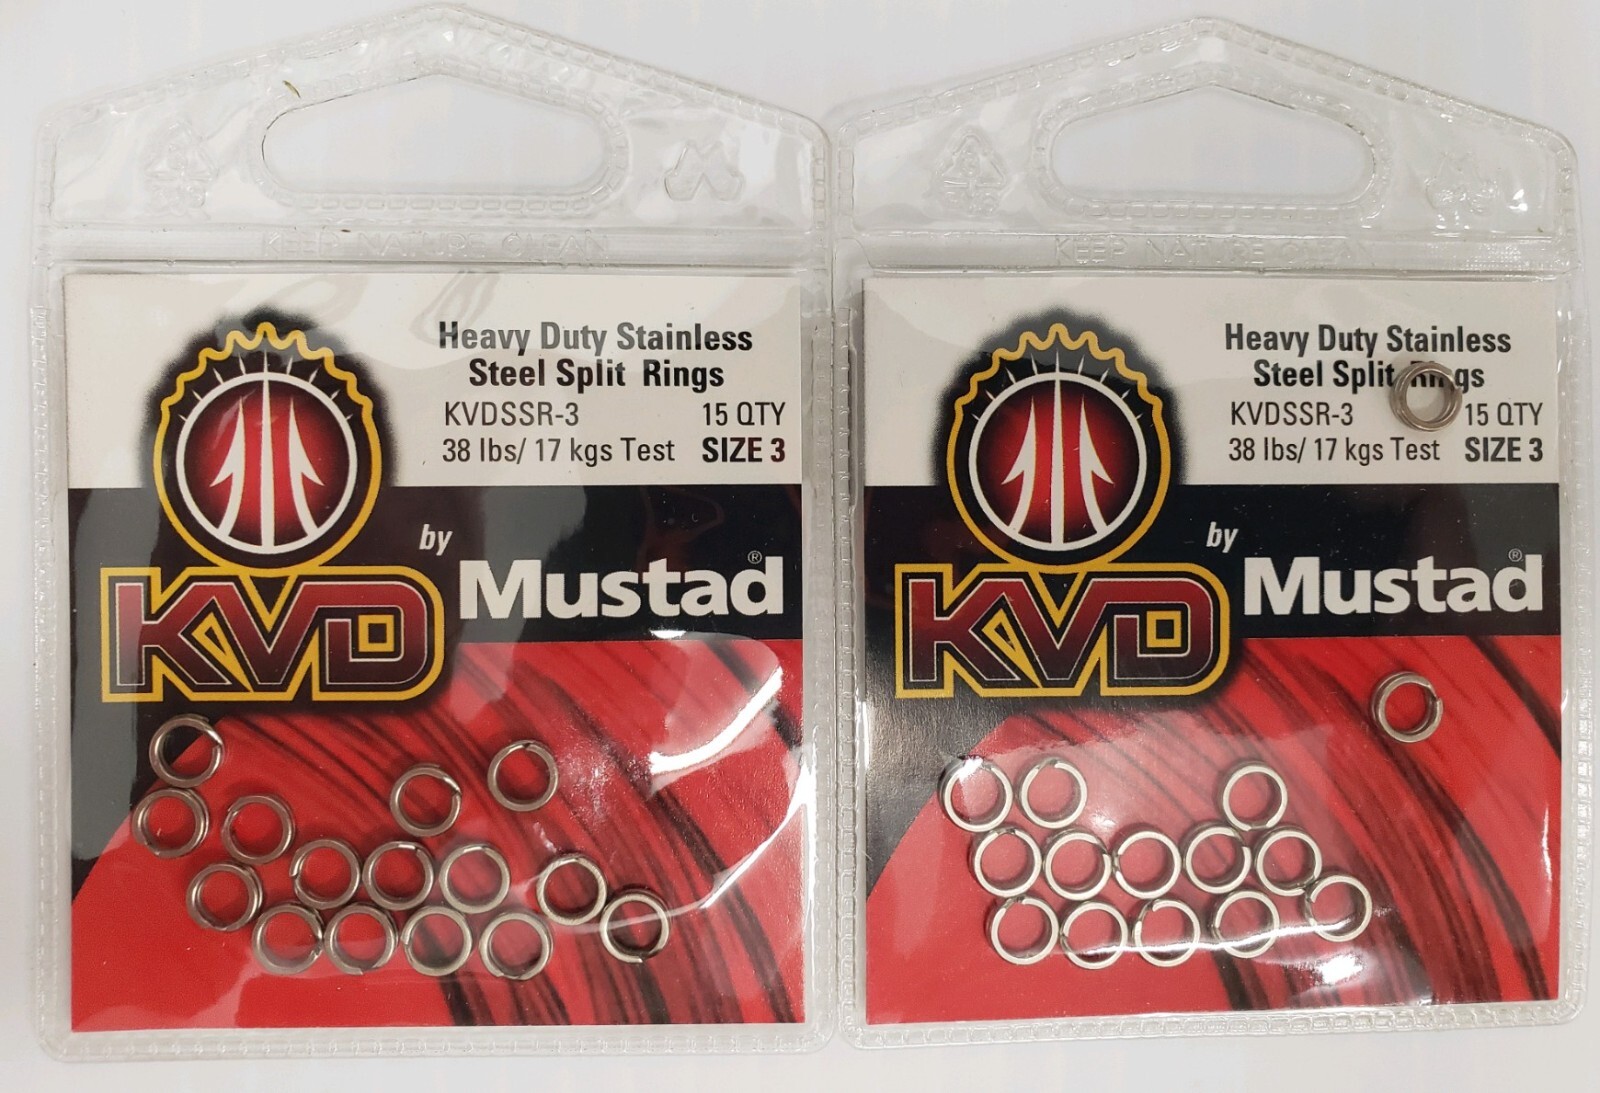 KEEP NATURE CLEAN
Heavy Duty Stainless
Steel Split Rings
KVDSSR-3 15 QTY
38 lbs/ 17 kgs Test SIZE 3
by
KVD Mustad®
KEEP NATURE CLEAN
Heavy Duty Stainless
Steel Split Rings
KVDSSR-3 15 QTY
38 lbs/ 17 kgs Test SIZE 3
by
KVD Mustad®